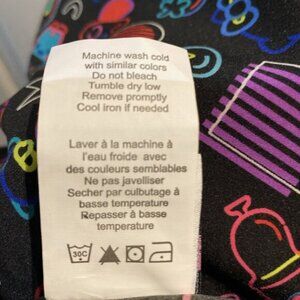 Machine wash cold
with similar colors
Do not bleach
Tumble dry low
Remove promptly
Cool iron if needed
Laver à la machine à
l'eau froide avec
des couleurs semblables
Ne pas javelliser
Secher par culbutage à
basse temperature
Repasser à basse
temperature
30C